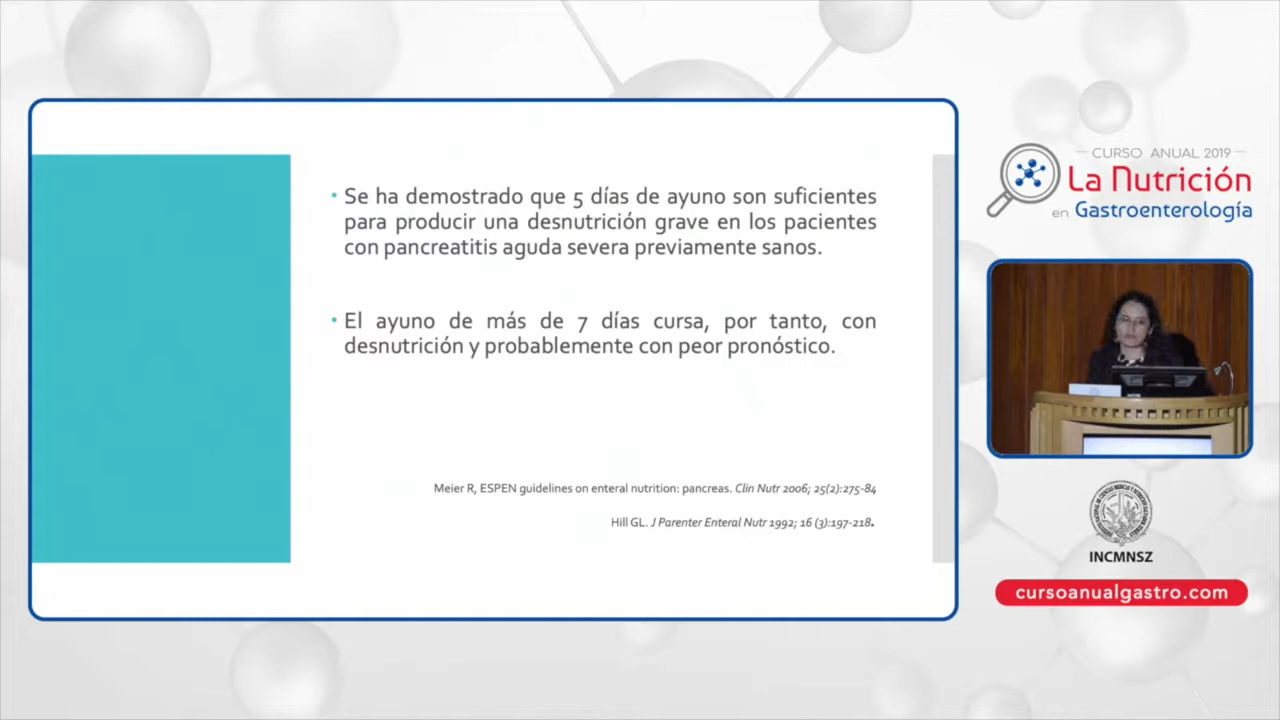 • Se ha demostrado que 5 días de ayuno son suficientes
para producir una desnutrición grave en los pacientes
con pancreatitis aguda severa previamente sanos.
• El ayuno de más de 7 días cursa, por tanto, con
desnutrición y probablemente con peor pronóstico.
Meier R, ESPEN guidelines on enteral nutrition: pancreas. Clin Nutr 2006; 25(2):275-84
Hill GL. J Parenter Enteral Nutr 1992; 16 (3):197-218.
CURSO ANUAL 2019
La Nutrición
en Gastroenterología
INCMNSZ
cursoanualgastro.com